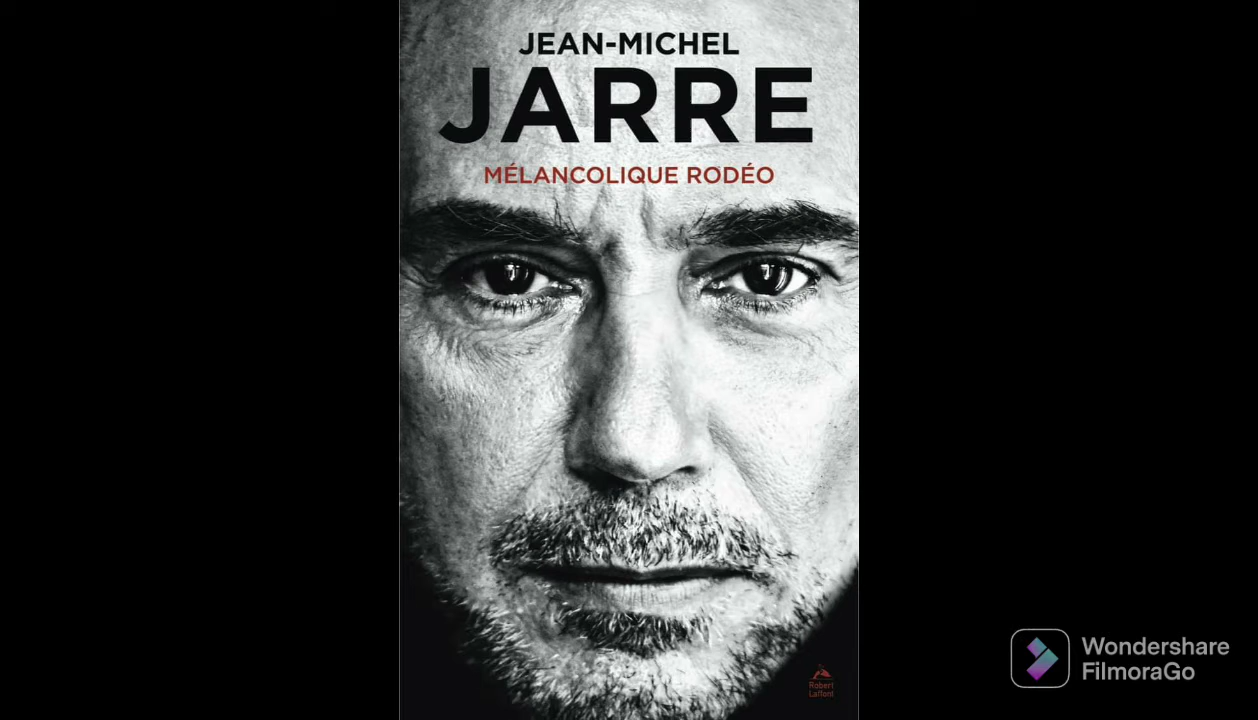 JEAN-MICHEL
JARRE
MÉLANCOLIQUE RODÉO
Robert
Laffont
Wondershare
FilmoraGo